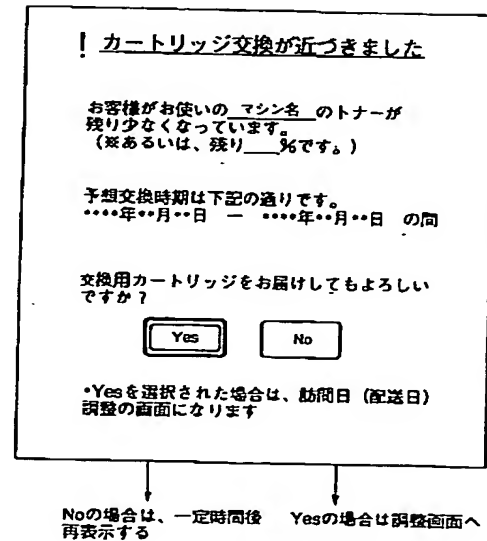 ! カートリッジ交換が近づきました
お客様がお使いの マシン名 のトナーが
残り少なくなっています。
(※あるいは、残り___%です。)
予想交換時期は下記の通りです。
••••年••月••日 — ••••年••月••日 の間
交換用カートリッジをお届けしてもよろしい
ですか?
Yes No
•Yesを選択された場合は、訪問日(配送日)
調整の画面になります
Noの場合は、一定時間後 Yesの場合は調整画面へ
再表示する